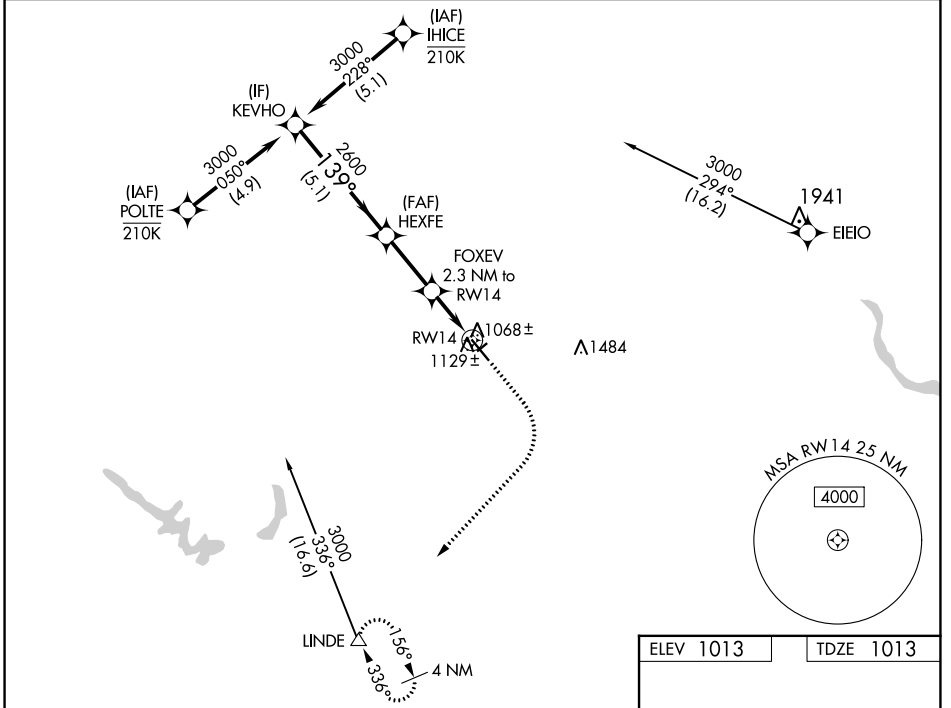 (IAF)
IHICE
210K
3000
228°
(5.1)
(IF)
KEVHO
3000
050°
(4.9)
(IAF)
POLTE
210K
2600
139°
(5.1)
(FAF)
HEXFE
3000
294°
(16.2)
1941
EIEIO
FOXEV
2.3 NM to
RW14
RW14
1068±
1129±
1484
MSA RW14 25 NM
4000
3000
336°
(16.6)
LINDE
156°
336°
4 NM
ELEV 1013
TDZE 1013